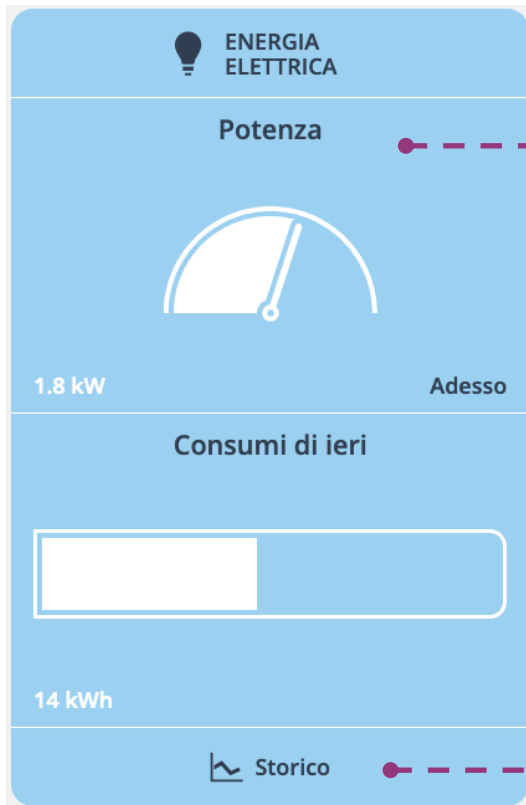 ENERGIA
ELETTRICA
Potenza
1.8 kW
Adesso
Consumi di ieri
14 kWh
Storico